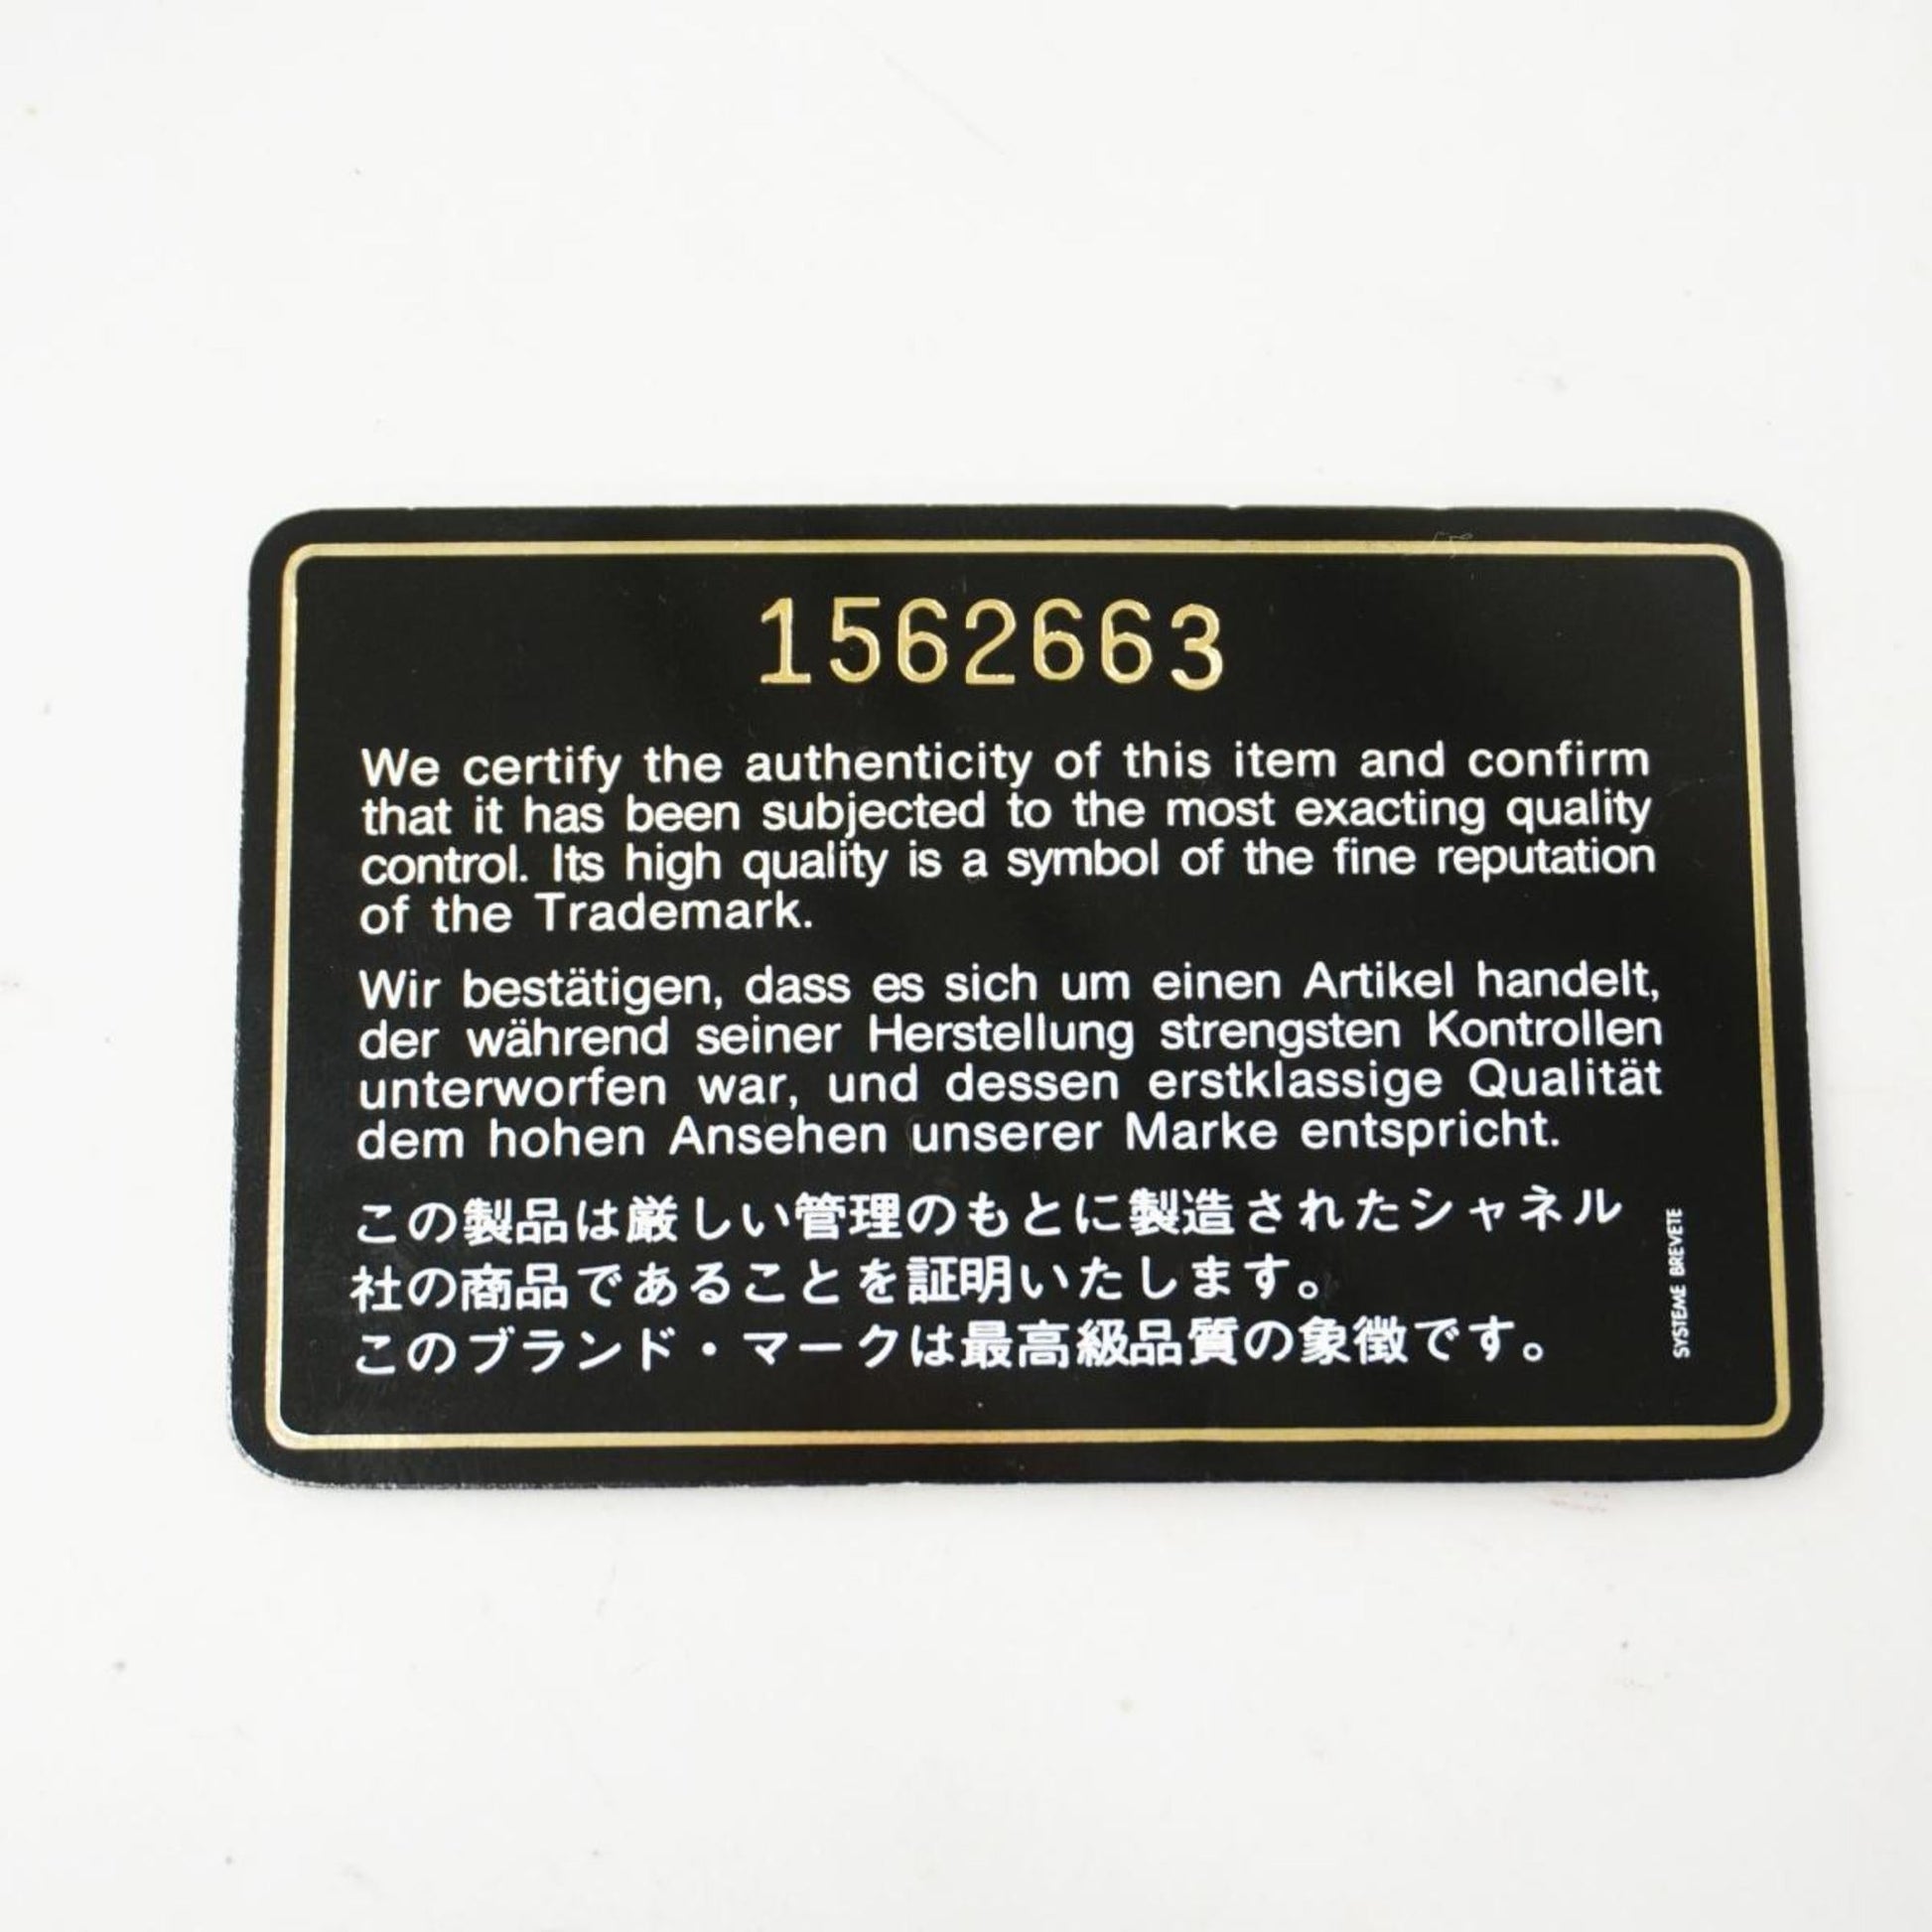 1562663
We certify the authenticity of this item and confirm
that it has been subjected to the most exacting quality
control. Its high quality is a symbol of the fine reputation
of the Trademark.
Wir bestätigen, dass es sich um einen Artikel handelt,
der während seiner Herstellung strengsten Kontrollen
unterworfen war, und dessen erstklassige Qualität
dem hohen Ansehen unserer Marke entspricht.
この製品は厳しい管理のもとに製造されたシャネル
社の商品であることを証明いたします。
このブランド・マークは最高級品質の象徴です。
SYSTEME BREVETE